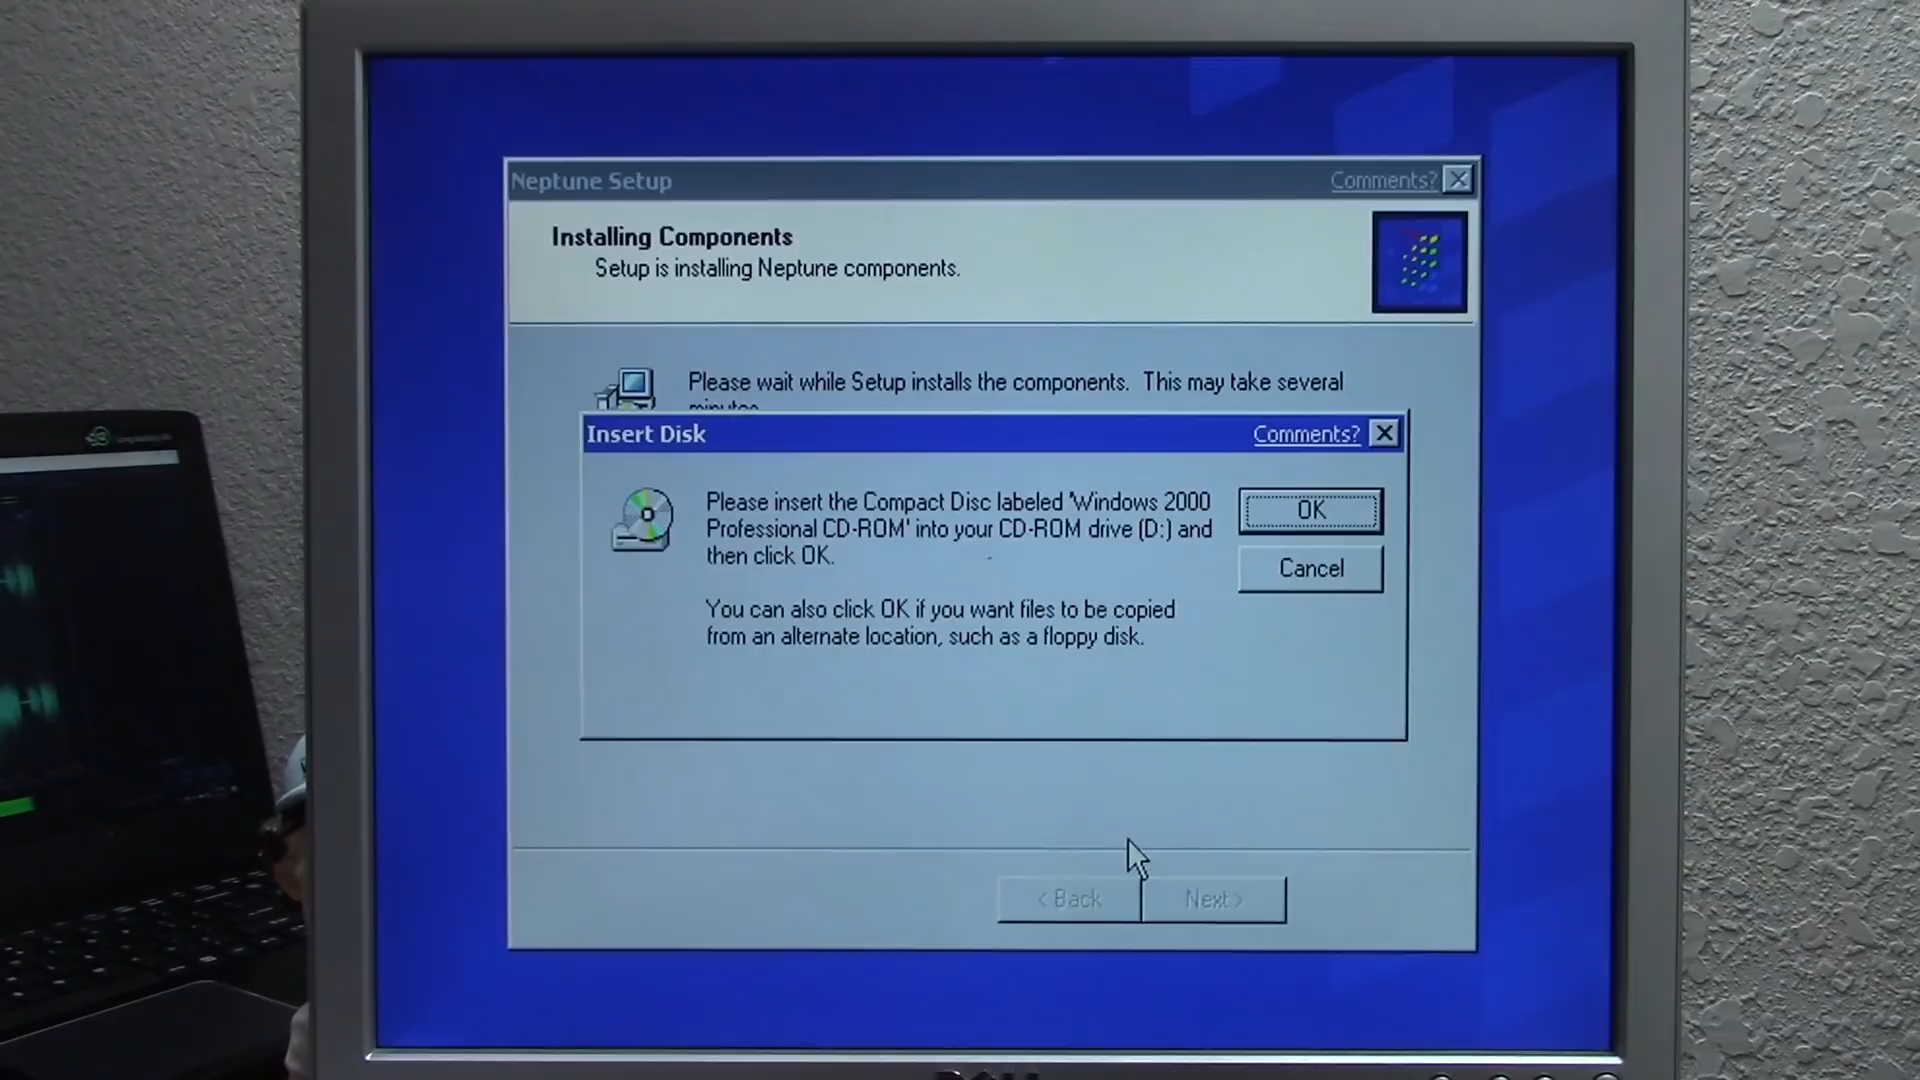 Neptune Setup
Comments?
Installing Components
Setup is installing Neptune components.
Please wait while Setup installs the components. This may take several
minutes.
Insert Disk
Comments?
Please insert the Compact Disc labeled 'Windows 2000
Professional CD-ROM' into your CD-ROM drive (D:) and
then click OK.
You can also click OK if you want files to be copied
from an alternate location, such as a floppy disk.
OK
Cancel
< Back
Next >